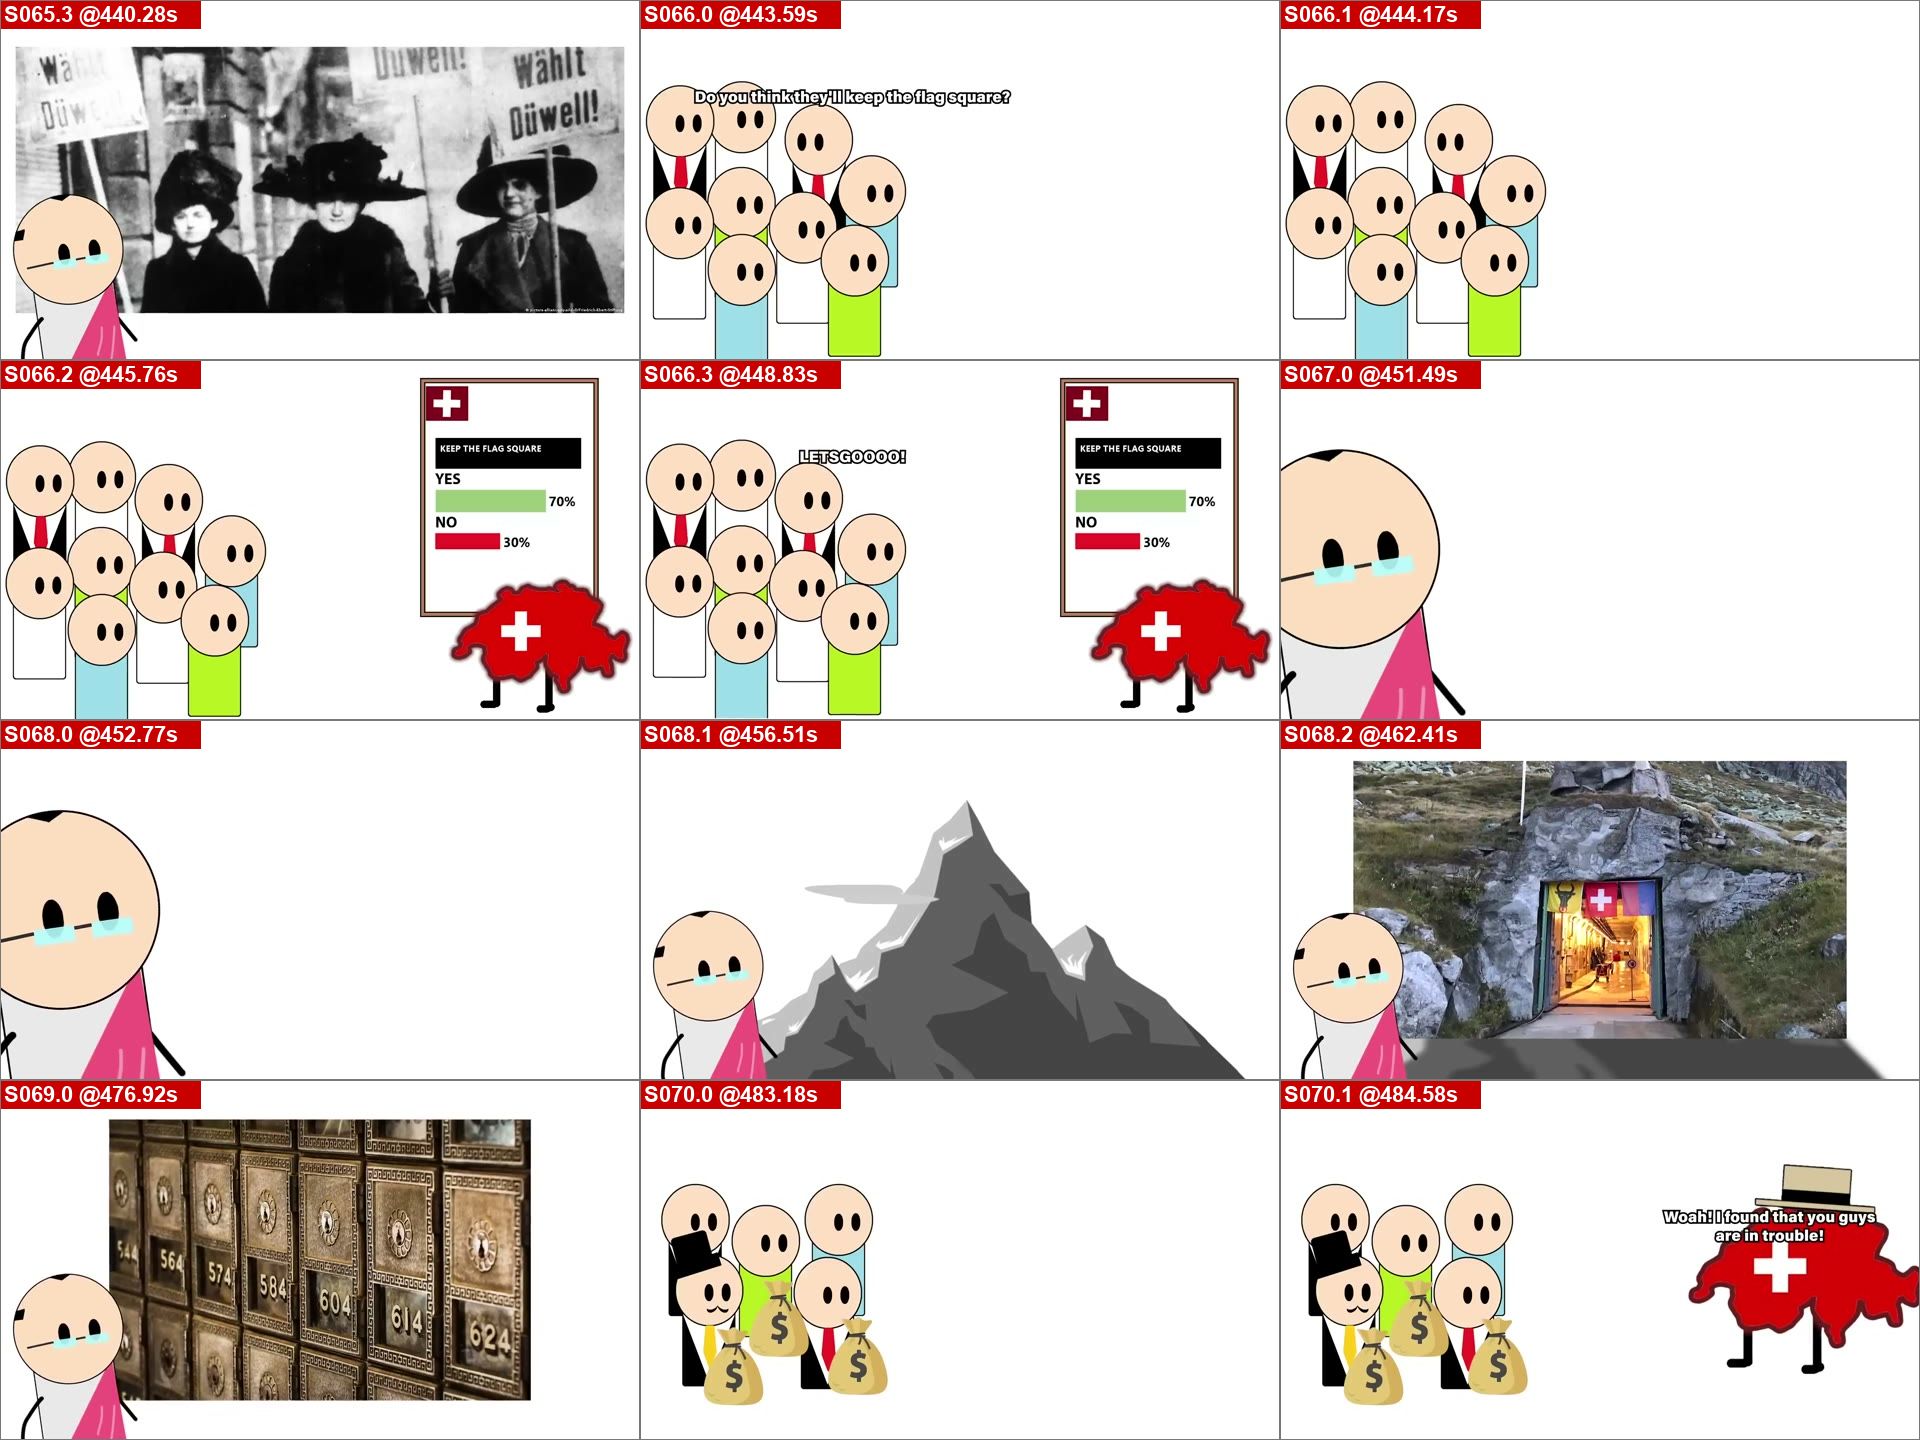 S065.3 @440.28s
Wählt
Düwell!
Düwell!
Wählt
Düwell!
S066.0 @443.59s
Do you think they'll keep the flag square?
S066.1 @444.17s
S066.2 @445.76s
KEEP THE FLAG SQUARE
YES
70%
NO
30%
S066.3 @448.83s
LETSGOOOO!
KEEP THE FLAG SQUARE
YES
70%
NO
30%
S067.0 @451.49s
S068.0 @452.77s
S068.1 @456.51s
S068.2 @462.41s
S069.0 @476.92s
544
564
574
584
604
614
624
S070.0 @483.18s
$
$
$
S070.1 @484.58s
Woah! I found that you guys
are in trouble!
$
$
$